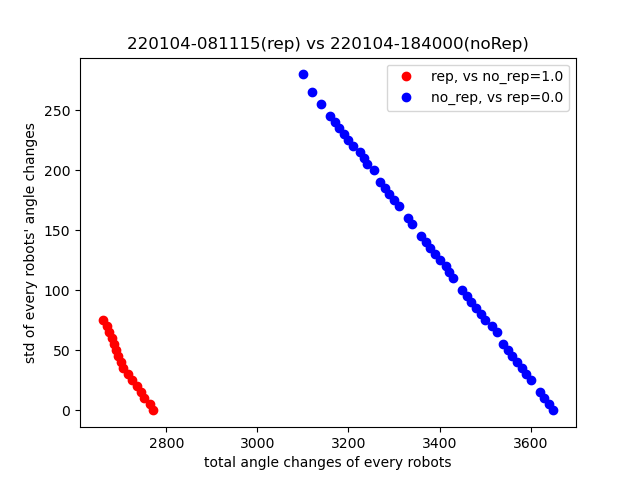 220104-081115(rep) vs 220104-184000(noRep)
rep, vs no_rep=1.0
no_rep, vs rep=0.0
std of every robots' angle changes
250
200
150
100
50
0
2800 3000 3200 3400 3600
total angle changes of every robots